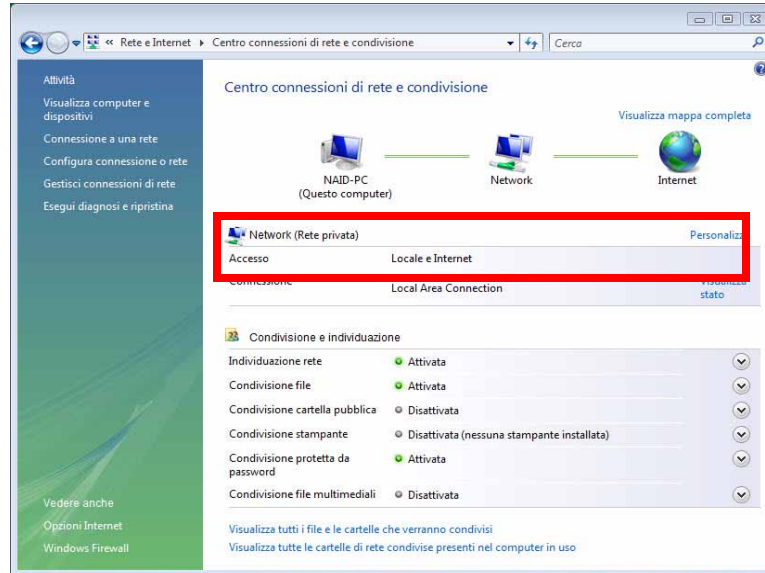 « Rete e Internet ▸ Centro connessioni di rete e condivisione
Cerca
Attività
Visualizza computer e
dispositivi
Connessione a una rete
Configura connessione o rete
Gestisci connessioni di rete
Esegui diagnosi e ripristina
Vedere anche
Opzioni Internet
Windows Firewall
Centro connessioni di rete e condivisione
Visualizza mappa completa
NAID-PC
(Questo computer)
Network
Internet
Network (Rete privata) Personalizz
Accesso Locale e Internet
Connessione Local Area Connection Visualizza
stato
Condivisione e individuazione
Individuazione rete Attivata
Condivisione file Attivata
Condivisione cartella pubblica Disattivata
Condivisione stampante Disattivata (nessuna stampante installata)
Condivisione protetta da
password Attivata
Condivisione file multimediali Disattivata
Visualizza tutti i file e le cartelle che verranno condivisi
Visualizza tutte le cartelle di rete condivise presenti nel computer in uso